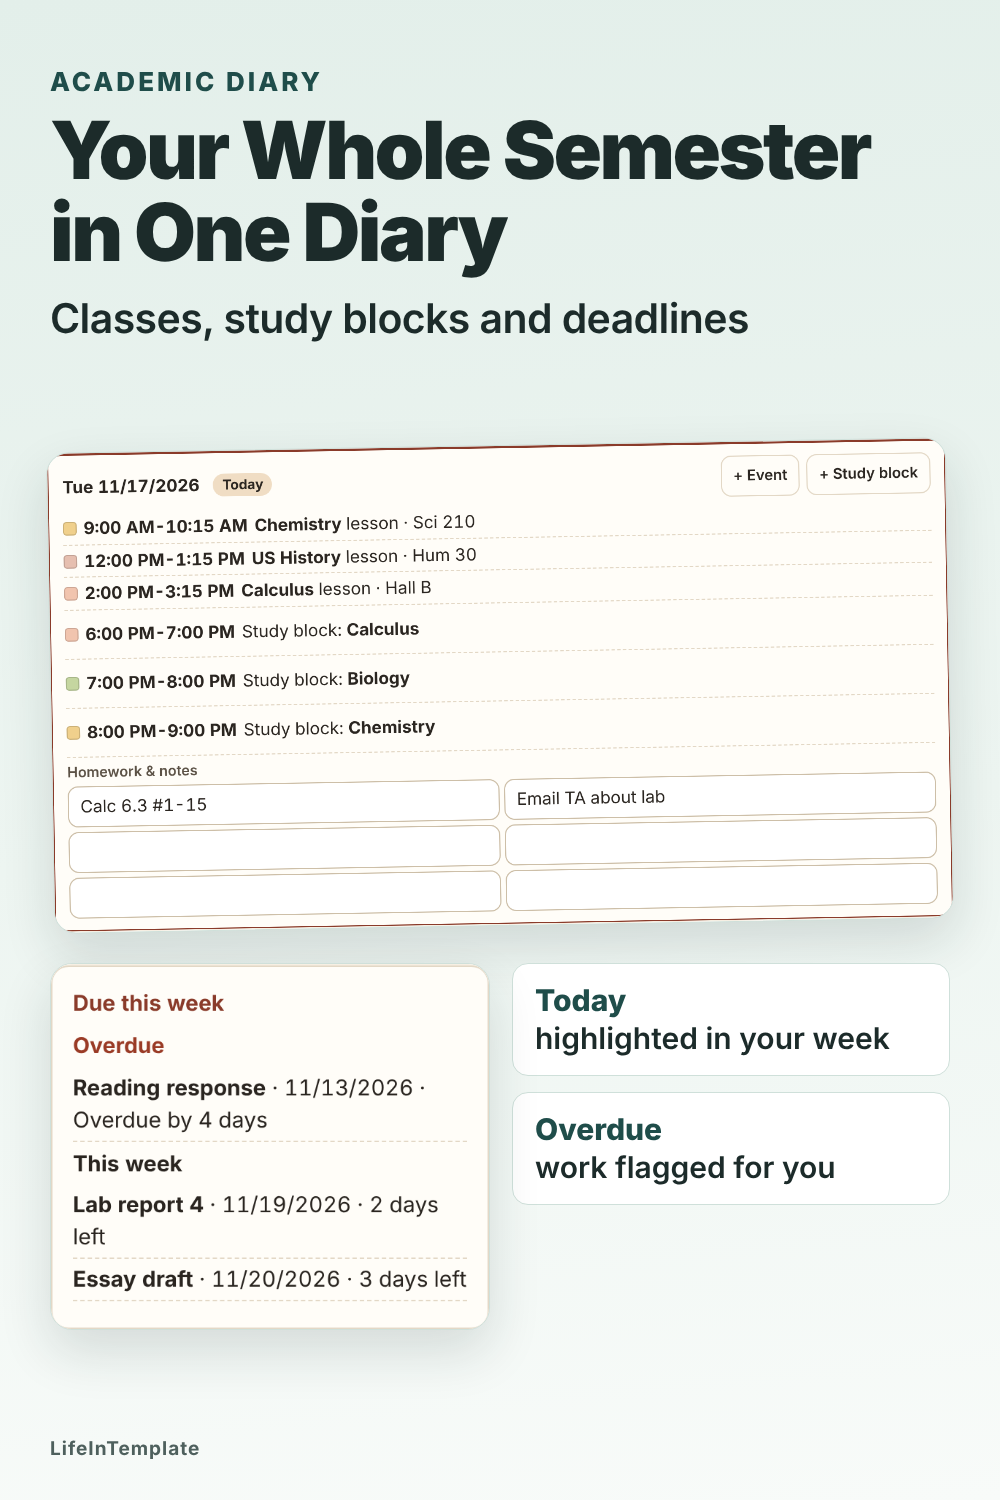 ACADEMIC DIARY
Your Whole Semester
in One Diary
Classes, study blocks and deadlines
Tue 11/17/2026 Today + Event + Study block
9:00 AM-10:15 AM Chemistry lesson · Sci 210
12:00 PM-1:15 PM US History lesson · Hum 30
2:00 PM-3:15 PM Calculus lesson · Hall B
6:00 PM-7:00 PM Study block: Calculus
7:00 PM-8:00 PM Study block: Biology
8:00 PM-9:00 PM Study block: Chemistry
Homework & notes
Calc 6.3 #1-15 Email TA about lab
Due this week
Overdue
Reading response · 11/13/2026 ·
Overdue by 4 days
This week
Lab report 4 · 11/19/2026 · 2 days
left
Essay draft · 11/20/2026 · 3 days left
Today
highlighted in your week
Overdue
work flagged for you
LifeInTemplate